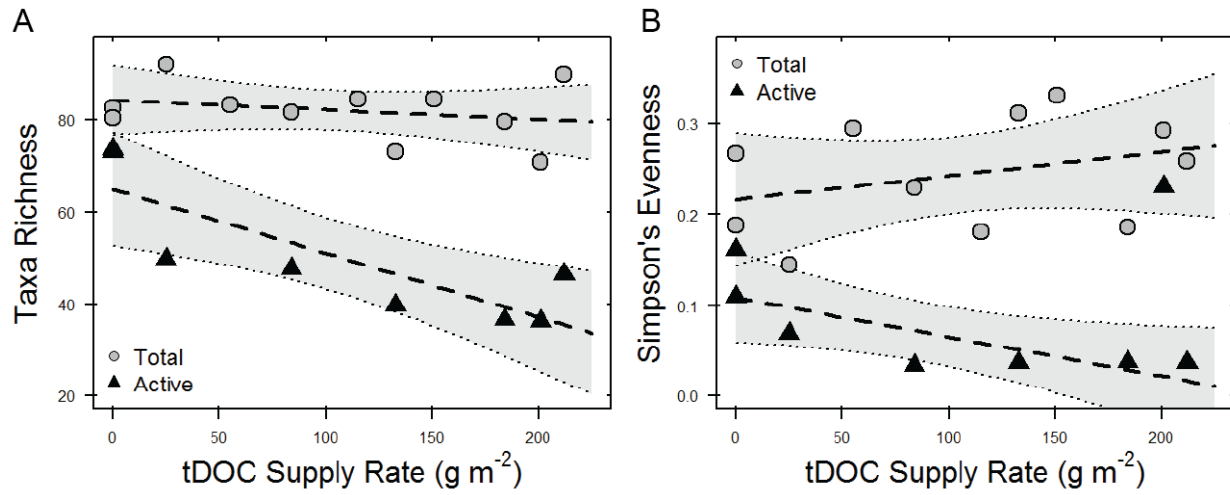 A
Taxa Richness
80
60
40
20
Total
Active
0 50 100 150 200
tDOC Supply Rate (g m⁻²)
B
Simpson's Evenness
0.3
0.2
0.1
0.0
Total
Active
0 50 100 150 200
tDOC Supply Rate (g m⁻²)